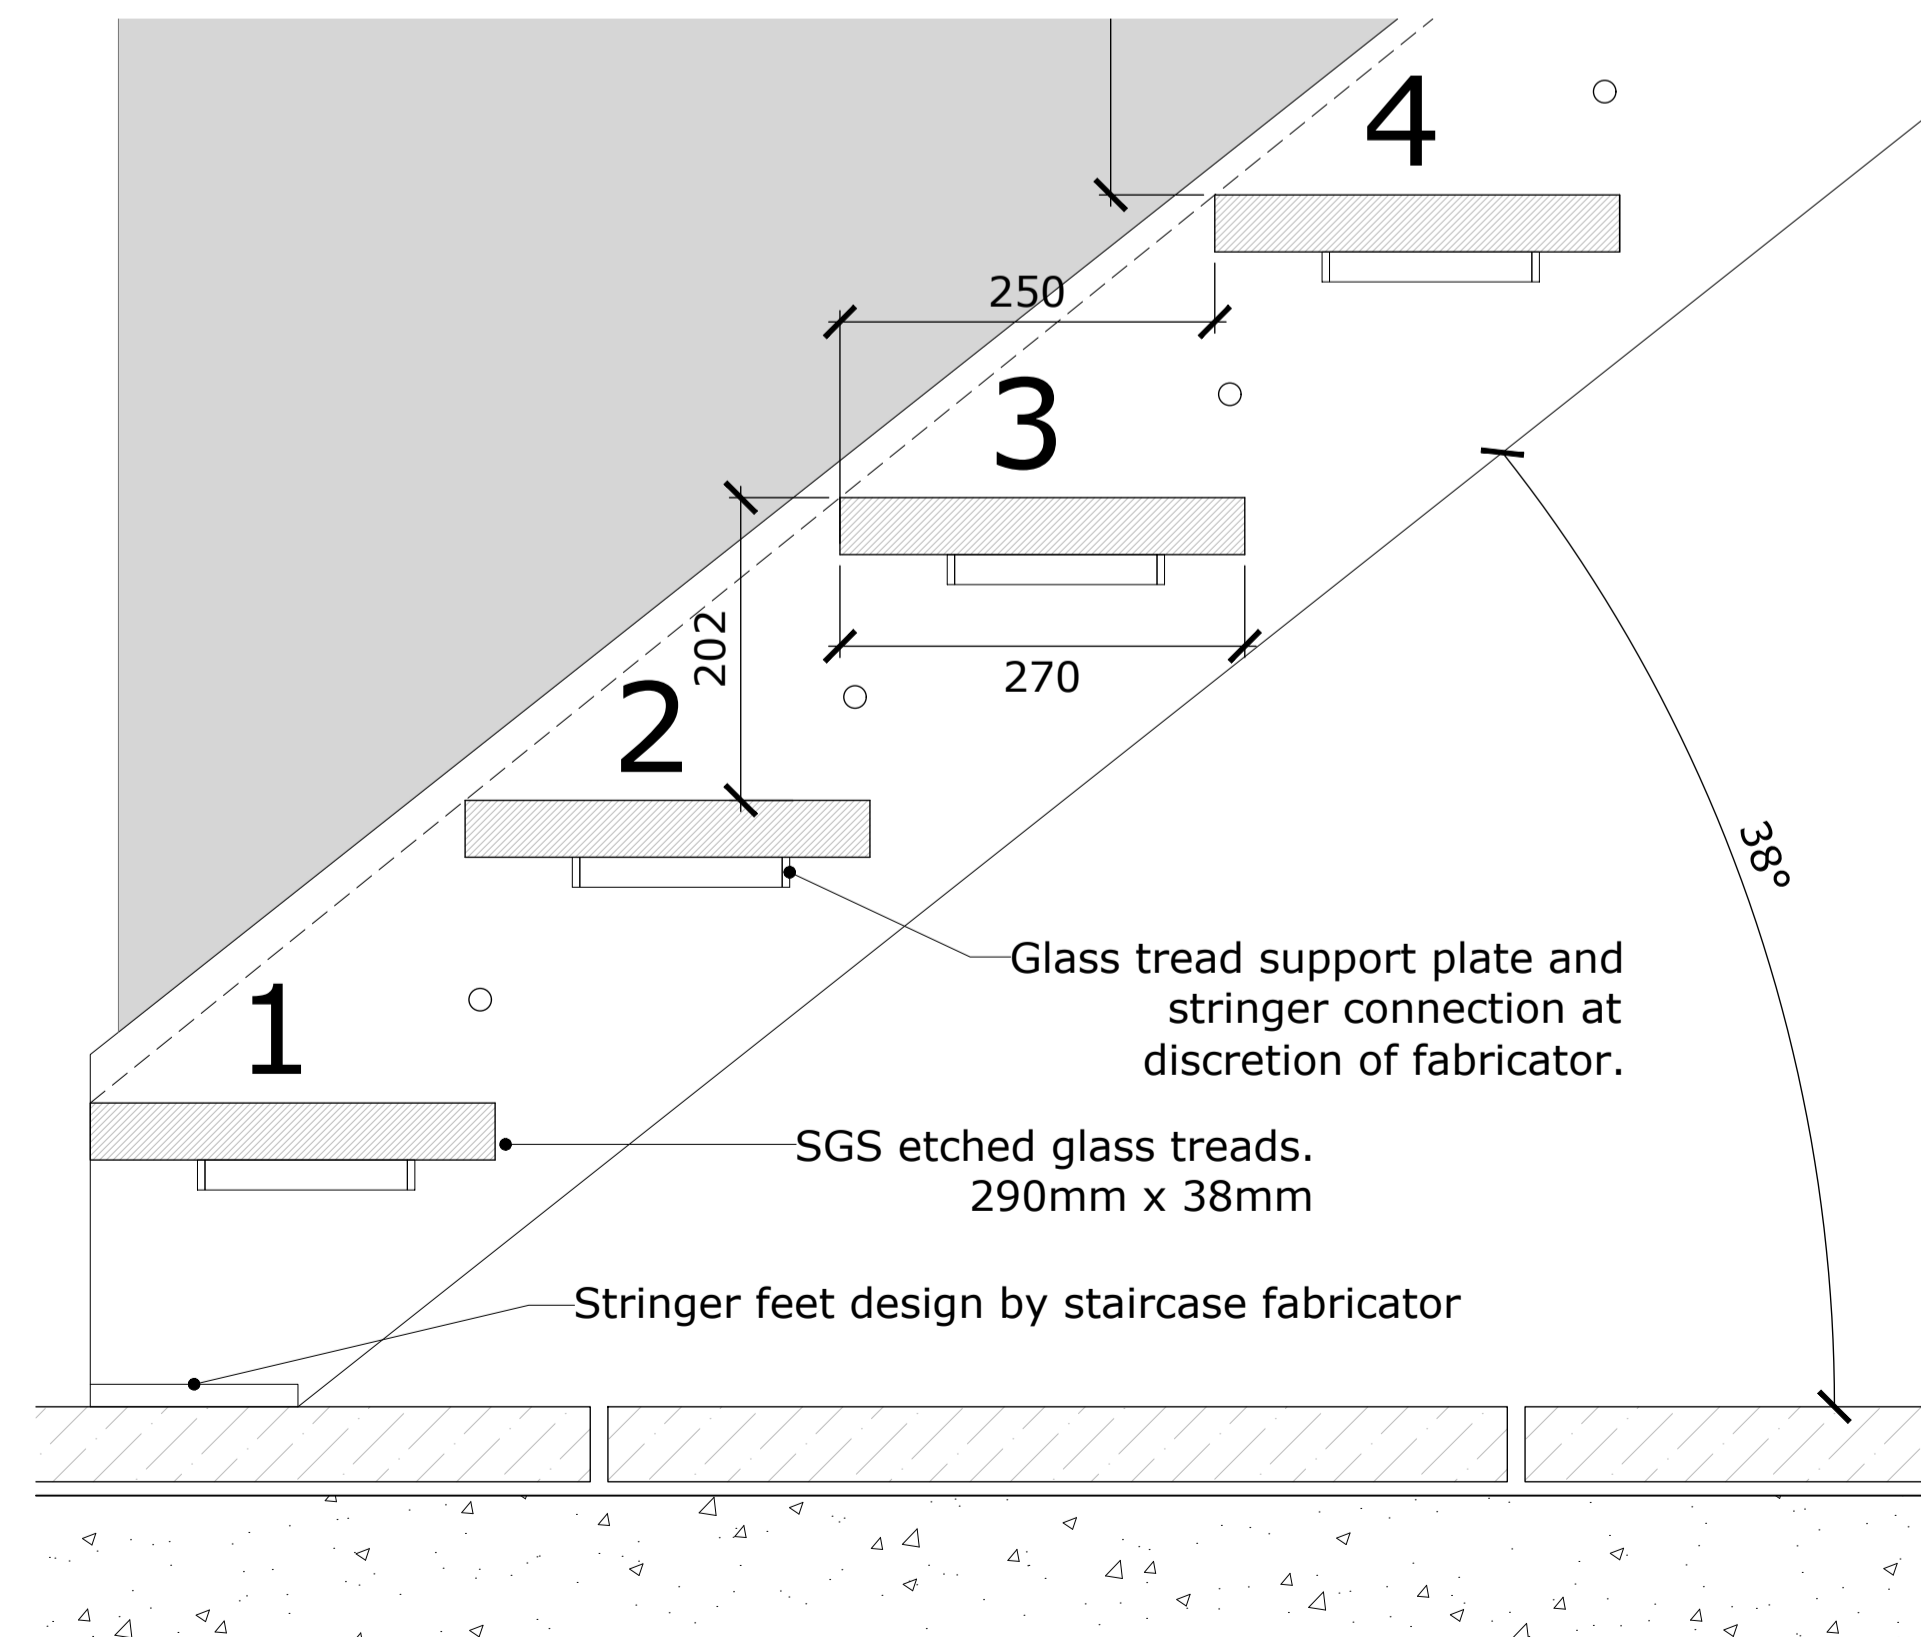 4
250
3
202
270
2
38°
Glass tread support plate and
stringer connection at
discretion of fabricator.
1
SGS etched glass treads.
290mm x 38mm
Stringer feet design by staircase fabricator